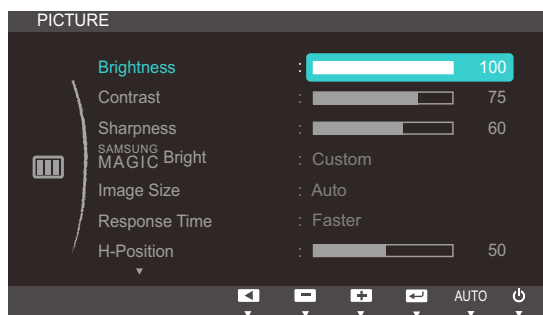 PICTURE
Brightness : 100
Contrast : 75
Sharpness : 60
SAMSUNG
MAGIC Bright : Custom
Image Size : Auto
Response Time : Faster
H-Position : 50
AUTO